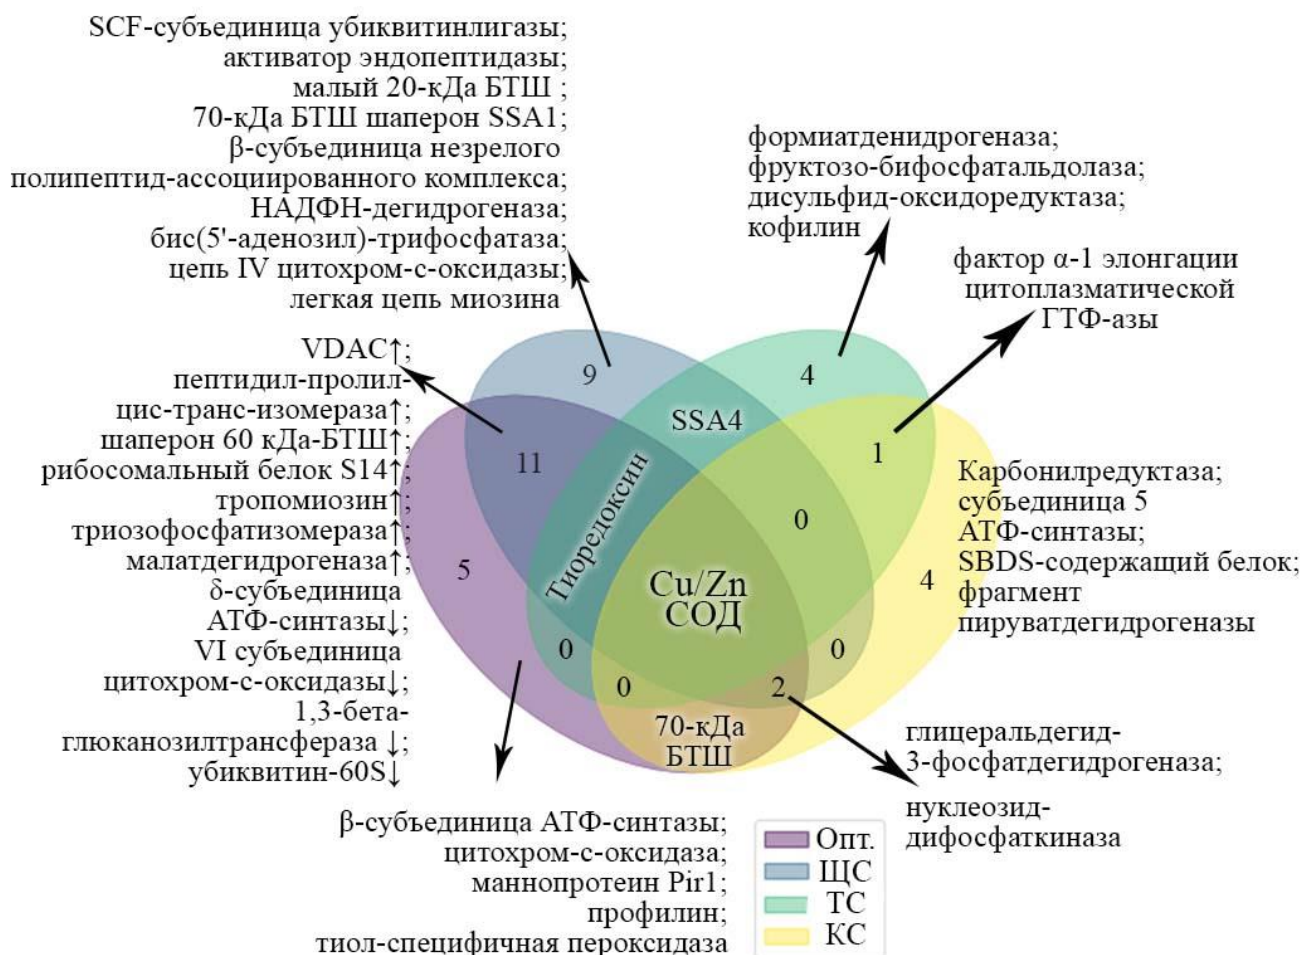 SCF-субъединица убиквитинлигазы;
активатор эндопептидазы;
малый 20-кДа БТШ ;
70-кДа БТШ шаперон SSA1;
β-субъединица незрелого
полипептид-ассоциированного комплекса;
НАДФН-дегидрогеназа;
бис(5'-аденозил)-трифосфатаза;
цепь IV цитохром-с-оксидазы;
легкая цепь миозина
формиатденидрогеназа;
фруктозо-бифосфатальдолаза;
дисульфид-оксидоредуктаза;
кофилин
фактор α-1 элонгации
цитоплазматической
ГТФ-азы
VDAC↑;
пептидил-пролил-
цис-транс-изомераза↑;
шаперон 60 кДа-БТШ↑;
рибосомальный белок S14↑;
тропомиозин↑;
триозофосфатизомераза↑;
малатдегидрогеназа↑;
δ-субъединица
АТФ-синтазы↓;
VI субъединица
цитохром-с-оксидазы↓;
1,3-бета-
глюканозилтрансфераза ↓;
убиквитин-60S↓
9
4
SSA4
11
1
Тиоредоксин
0
5
Cu/Zn
СОД
4
0
0
0
2
70-кДа
БТШ
Карбонилредуктаза;
субъединица 5
АТФ-синтазы;
SBDS-содержащий белок;
фрагмент
пируватдегидрогеназы
глицеральдегид-
3-фосфатдегидрогеназа;
нуклеозид-
дифосфаткиназа
β-субъединица АТФ-синтазы;
цитохром-с-оксидаза;
маннопротеин Pir1;
профилин;
тиол-специфичная пероксидаза
Опт.
ЩС
ТС
КС